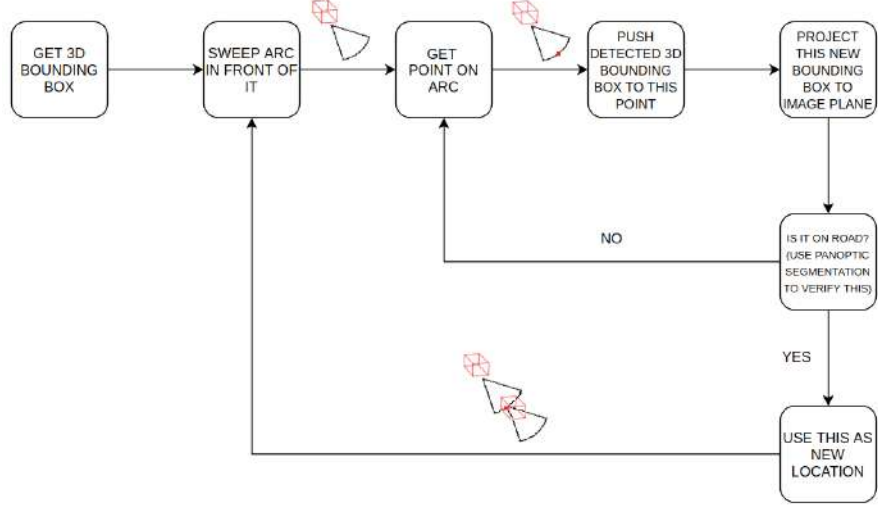 GET 3D
BOUNDING
BOX
SWEEP ARC
IN FRONT OF
IT
GET
POINT ON
ARC
PUSH
DETECTED 3D
BOUNDING
BOX TO THIS
POINT
PROJECT
THIS NEW
BOUNDING
BOX TO
IMAGE PLANE
IS IT ON ROAD?
(USE PANOPTIC
SEGMENTATION
TO VERIFY THIS)
NO
YES
USE THIS AS
NEW
LOCATION